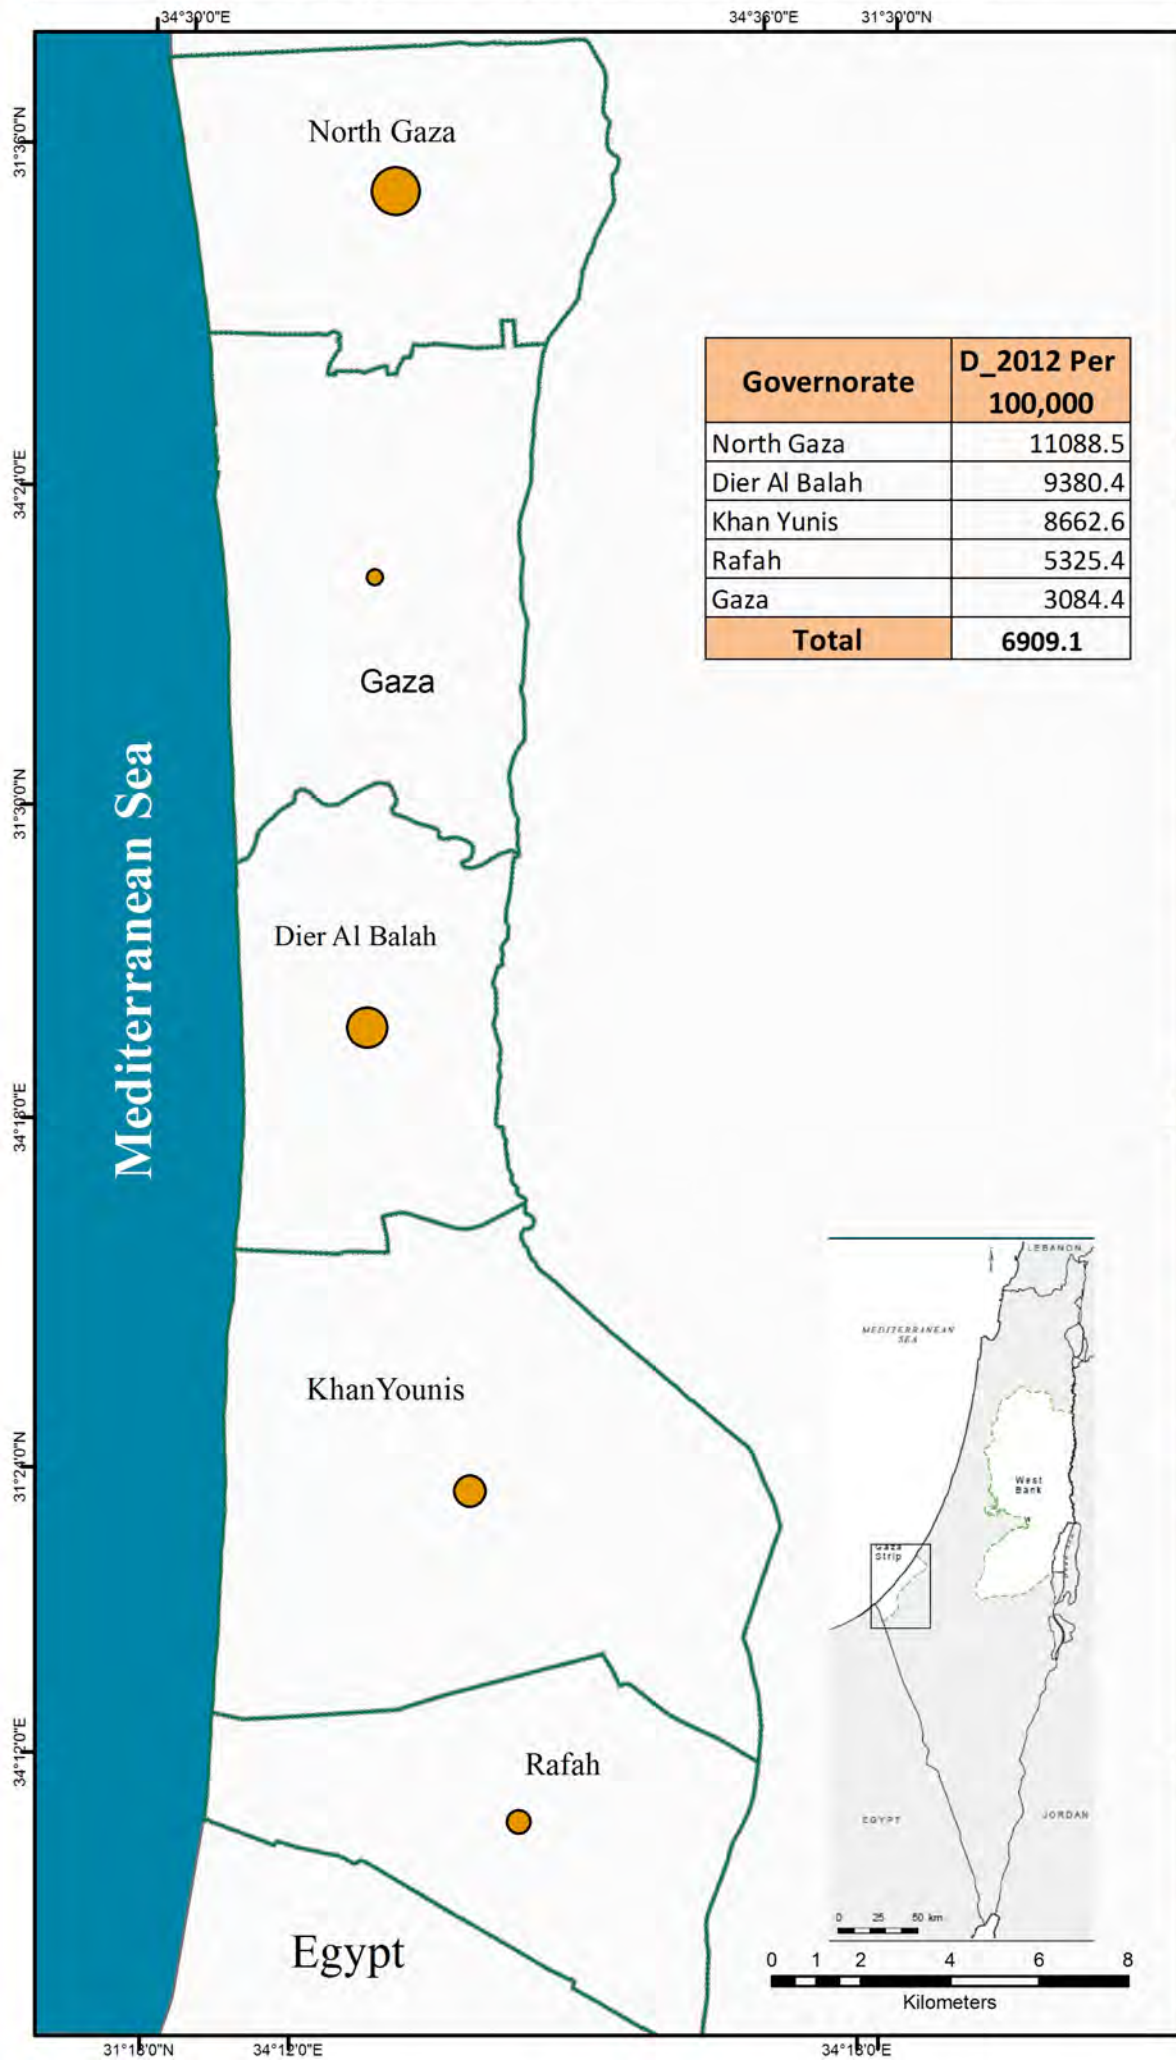 34°30'0"E
34°36'0"E
31°30'0"N
31°36'0"N
North Gaza
Governorate
D_2012 Per
100,000
North Gaza
11088.5
Dier Al Balah
9380.4
Khan Yunis
8662.6
Rafah
5325.4
Gaza
3084.4
Total
6909.1
34°24'0"E
Gaza
31°30'0"N
Mediterranean Sea
Dier Al Balah
34°18'0"E
KhanYounis
31°24'0"N
LEBANON
MEDITERRANEAN
SEA
West
Bank
Gaza
Strip
EGYPT
JORDAN
0 25 50 km
34°12'0"E
Rafah
Egypt
0 1 2 4 6 8
Kilometers
31°18'0"N
34°12'0"E
34°18'0"E